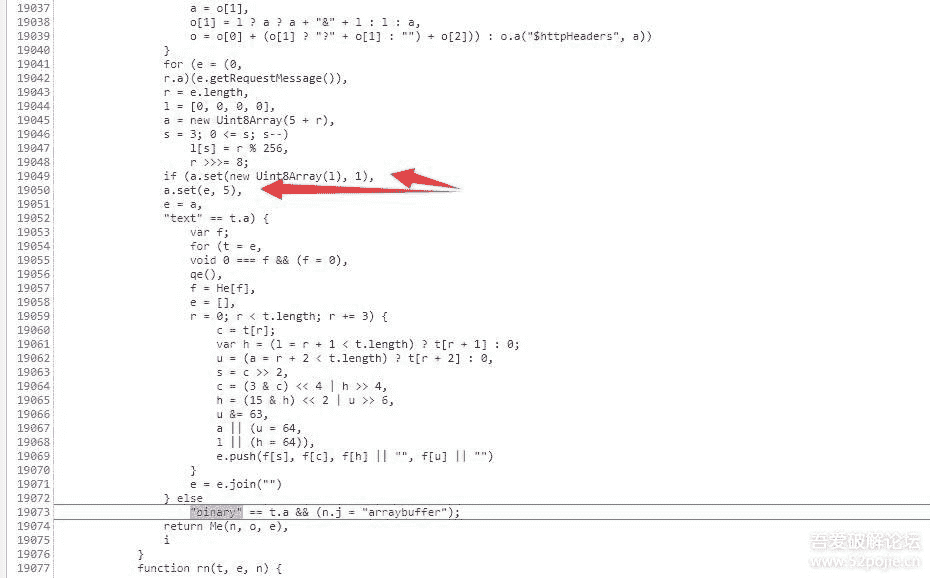 19037 a = o[1],
19038 o[1] = l ? a ? a + "&" + l : l : a,
19039 o = o[0] + (o[1] ? "?" + o[1] : "") + o[2])) : o.a("$httpHeaders", a))
19040 }
19041 for (e = (0,
19042 r.a)(e.getRequestMessage()),
19043 r = e.length,
19044 l = [0, 0, 0, 0],
19045 a = new Uint8Array(5 + r),
19046 s = 3; 0 <= s; s--)
19047 l[s] = r % 256,
19048 r >>>= 8;
19049 if (a.set(new Uint8Array(l), 1),
19050 a.set(e, 5),
19051 e = a,
19052 "text" == t.a) {
19053 var f;
19054 for (t = e,
19055 void 0 === f && (f = 0),
19056 qe(),
19057 f = He[f],
19058 e = [],
19059 r = 0; r < t.length; r += 3) {
19060 c = t[r];
19061 var h = (l = r + 1 < t.length) ? t[r + 1] : 0;
19062 u = (a = r + 2 < t.length) ? t[r + 2] : 0,
19063 s = c >> 2,
19064 c = (3 & c) << 4 | h >> 4,
19065 h = (15 & h) << 2 | u >> 6,
19066 u &= 63,
19067 a || (u = 64,
19068 l || (h = 64)),
19069 e.push(f[s], f[c], f[h] || "", f[u] || "")
19070 }
19071 e = e.join("")
19072 } else
19073 "binary" == t.a && (n.j = "arraybuffer");
19074 return Me(n, o, e),
19075 i
19076 }
19077 function rn(t, e, n) {
吾爱破解论坛
www.52pojie.cn